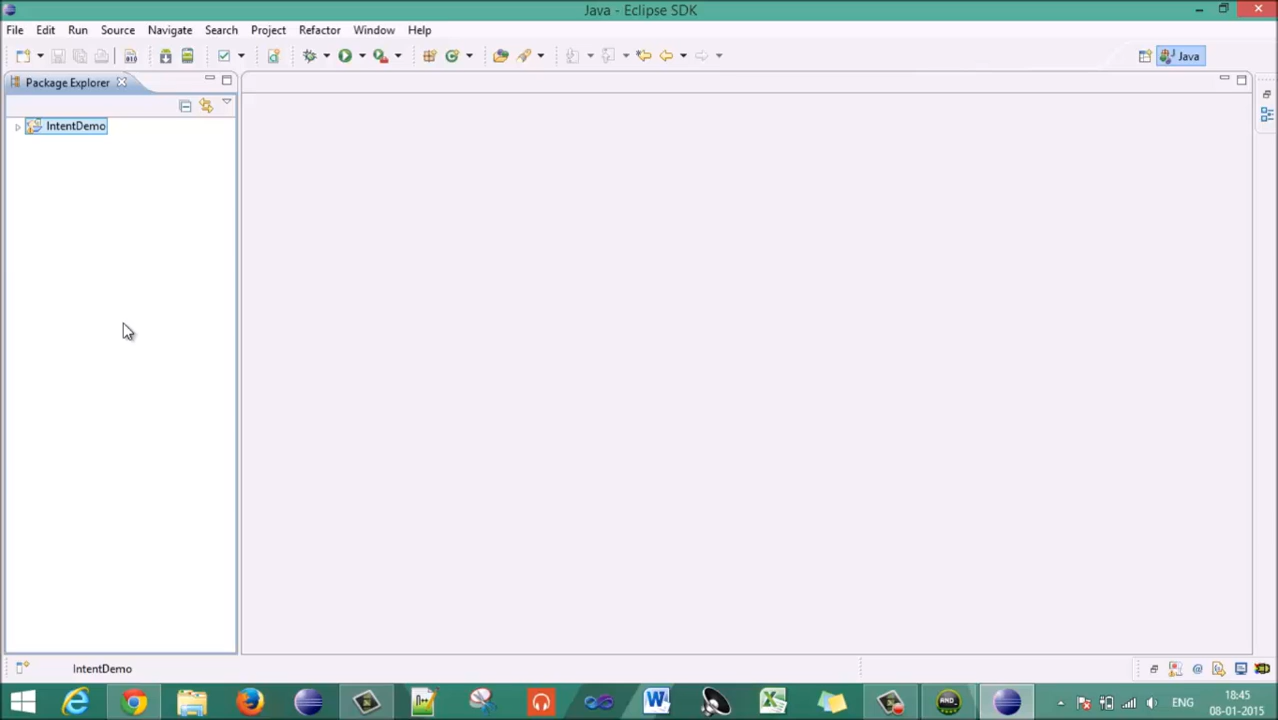 Java - Eclipse SDK
File Edit Run Source Navigate Search Project Refactor Window Help
Java
Package Explorer
IntentDemo
IntentDemo
ENG
18:45
08-01-2015